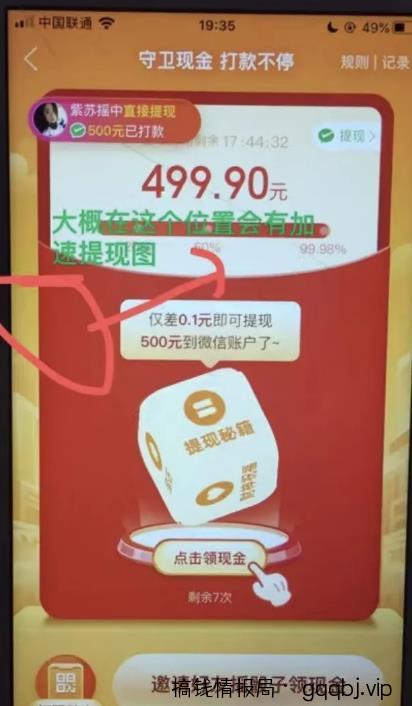 中国联通
19:35
49%
守卫现金 打款不停
规则 | 记录
紫苏摇中直接提现
500元已打款
剩余 17:44:32
提现 >
499.90元
大概在这个位置会有加
速提现图
99.98%
仅差0.1元即可提现
500元到微信账户了~
提现秘籍
点击领现金
剩余7次
领现金
搞钱情报局 gqqbj.vip